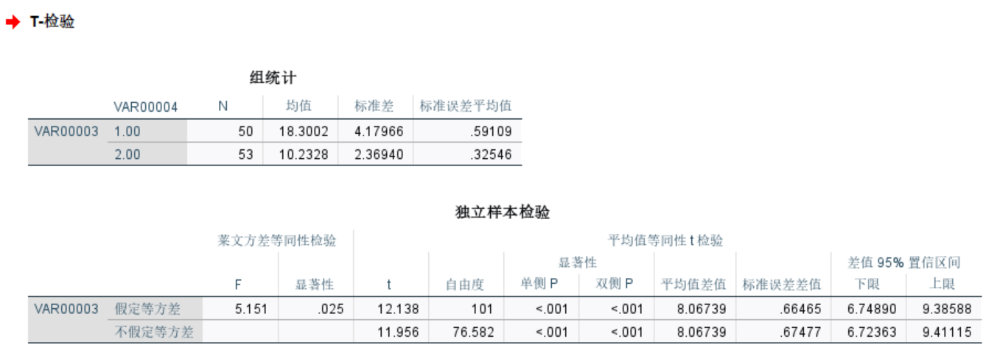 T-检验
组统计
VAR00004 N 均值 标准差 标准误差平均值
VAR00003 1.00 50 18.3002 4.17966 .59109
2.00 53 10.2328 2.36940 .32546
独立样本检验
莱文方差等同性检验 平均值等同性 t 检验
显著性 差值 95% 置信区间
F 显著性 t 自由度 单侧 P 双侧 P 平均值差值 标准误差差值 下限 上限
VAR00003 假定等方差 5.151 .025 12.138 101 <.001 <.001 8.06739 .66465 6.74890 9.38588
不假定等方差 11.956 76.582 <.001 <.001 8.06739 .67477 6.72363 9.41115